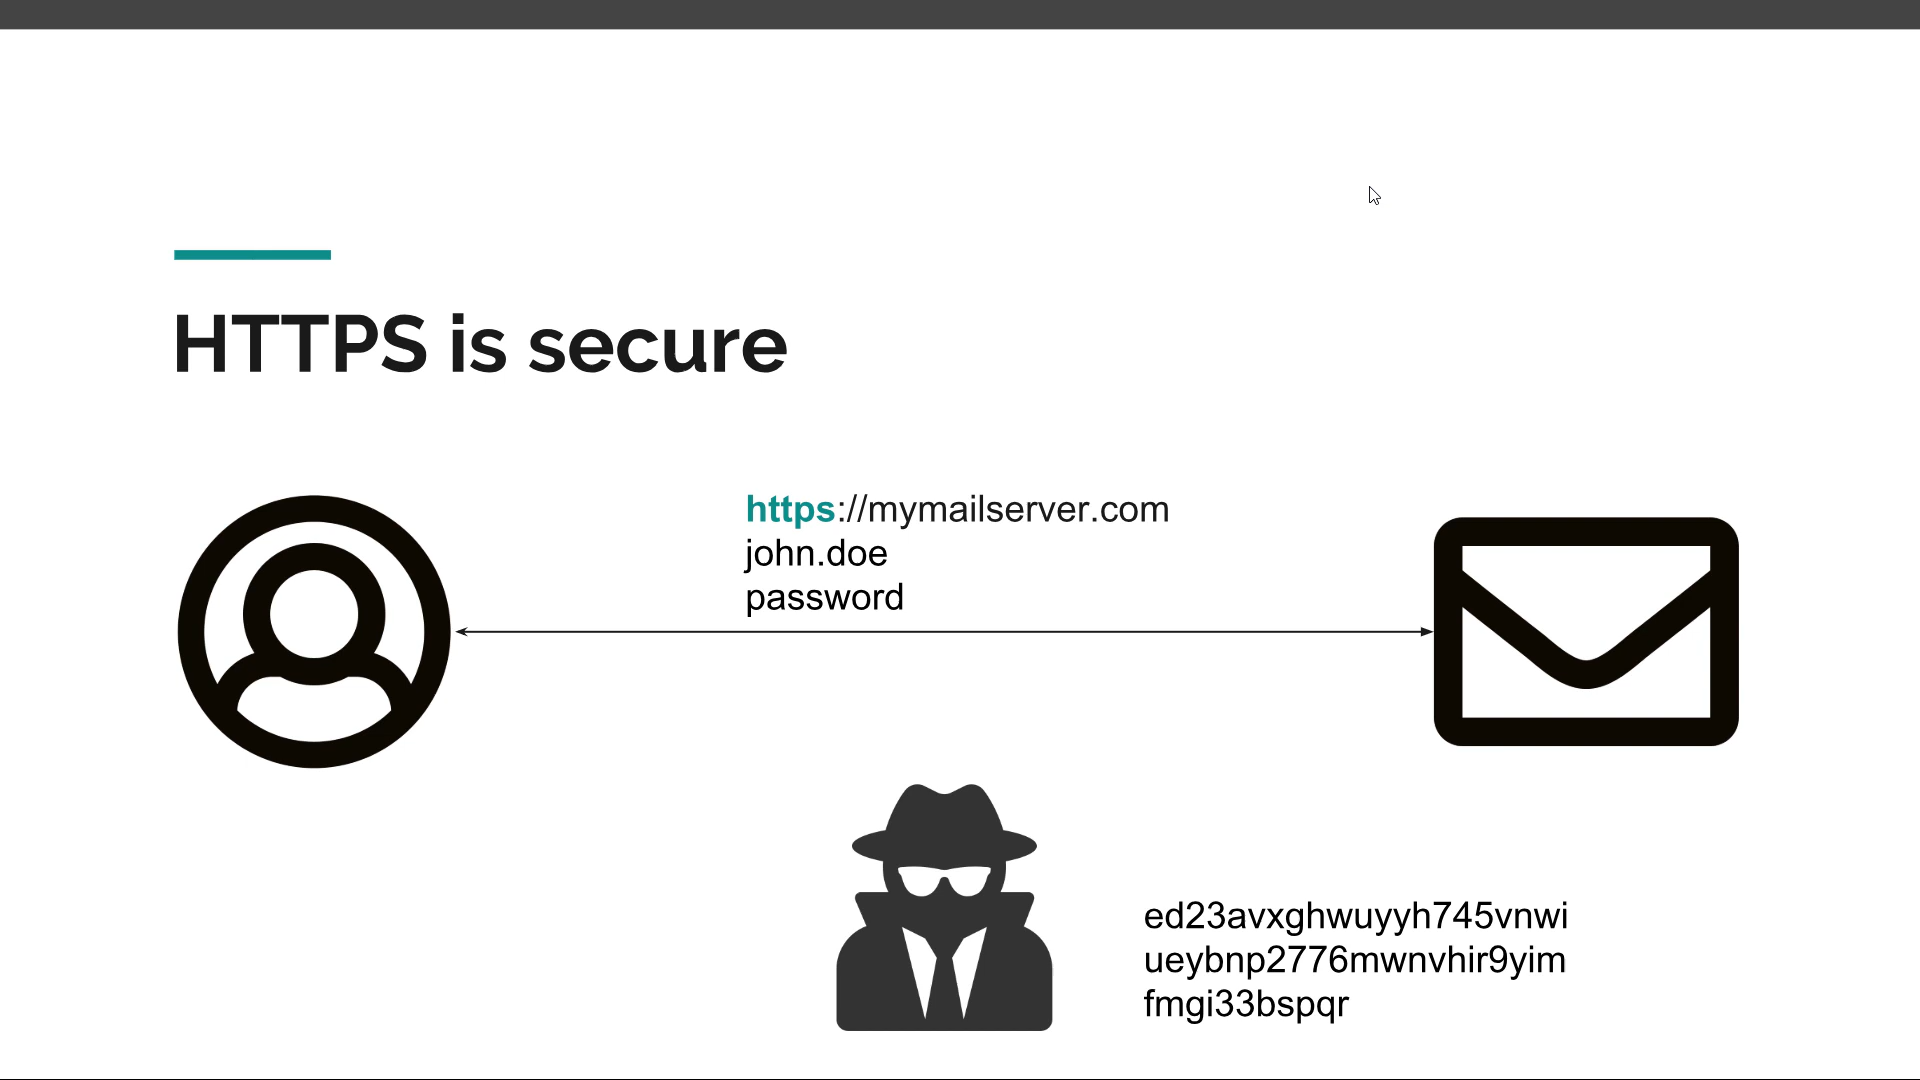 HTTPS is secure
https://mymailserver.com
john.doe
password
ed23avxghwuyyh745vnwi
ueybnp2776mwnvhir9yim
fmgi33bspqr